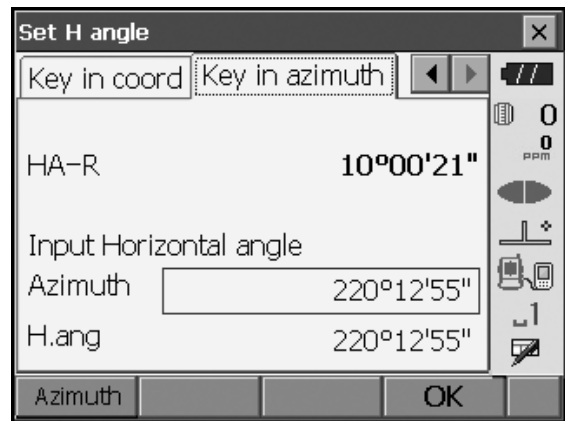 Set H angle
Key in coord Key in azimuth
0
0
PPM
HA-R 10°00'21"
Input Horizontal angle
Azimuth 220°12'55"
H.ang 220°12'55"
1
Azimuth OK